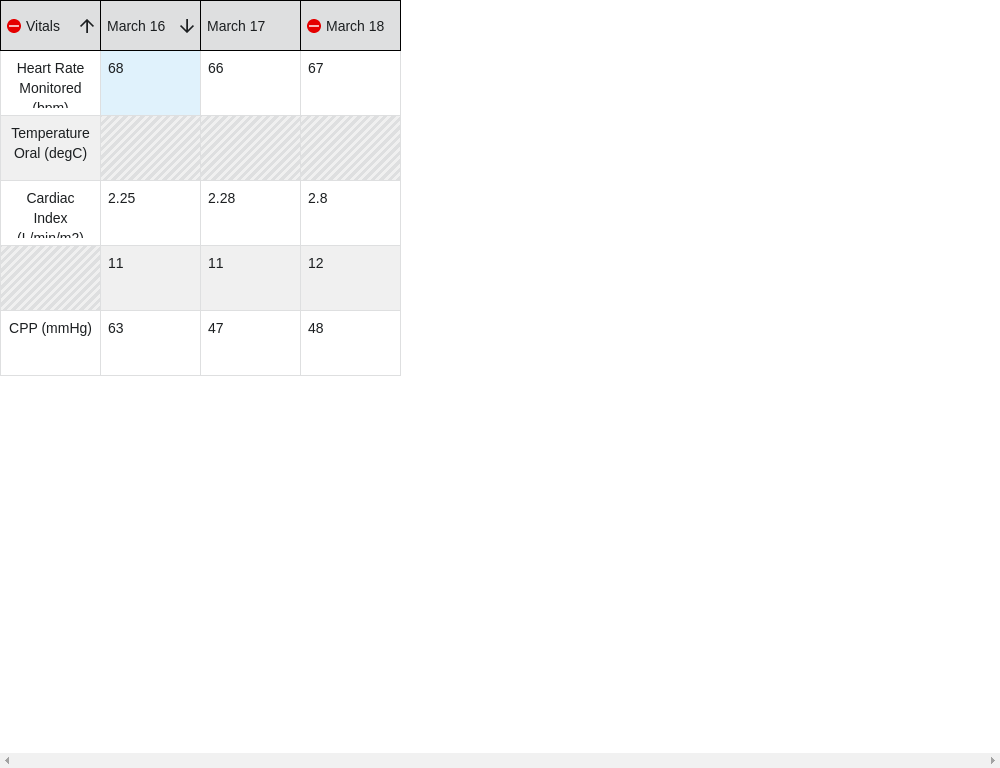 Vitals March 16 March 17 March 18
Heart Rate 68 66 67
Monitored
(bpm)
Temperature
Oral (degC)
Cardiac 2.25 2.28 2.8
Index
(L/min/m2)
11 11 12
CPP (mmHg) 63 47 48